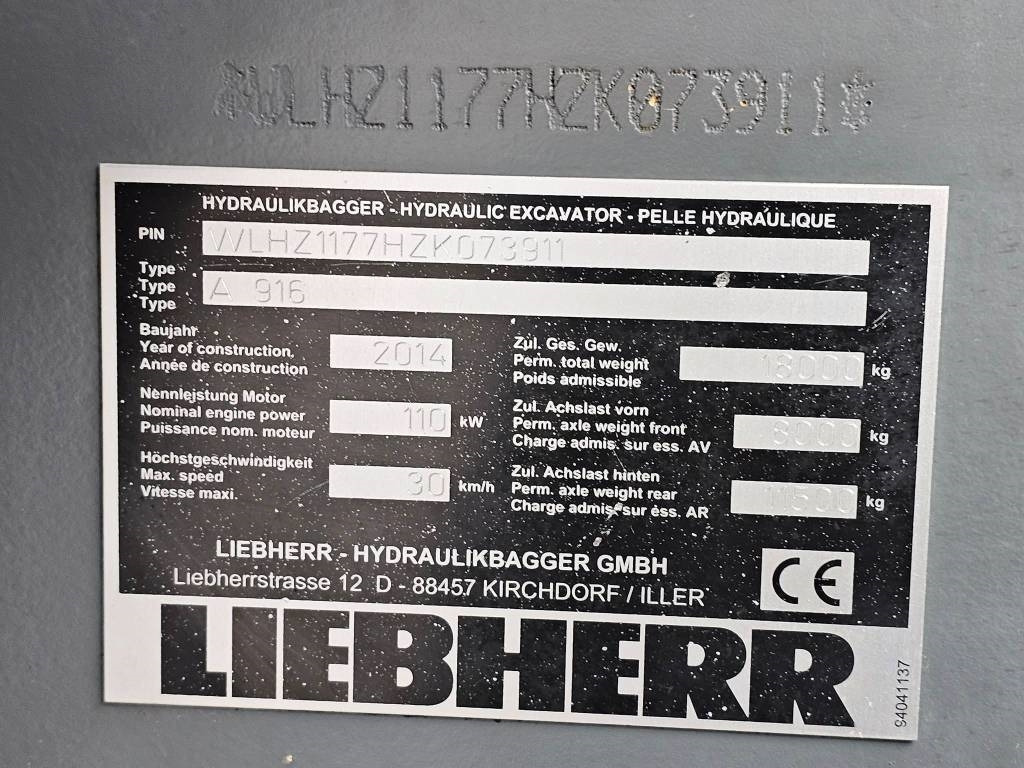 *WLHZ1177HZK073911*
HYDRAULIKBAGGER - HYDRAULIC EXCAVATOR - PELLE HYDRAULIQUE
PIN WLHZ1177HZK073911
Type
Type A 916
Type
Baujahr
Year of construction 2014
Année de construction
Zul. Ges. Gew.
Perm. total weight 18000 kg
Poids admissible
Nennleistung Motor
Nominal engine power 110 kW
Puissance nom. moteur
Zul. Achslast vorn
Perm. axle weight front 8000 kg
Charge admis. sur ess. AV
Höchstgeschwindigkeit
Max. speed 30 km/h
Vitesse maxi.
Zul. Achslast hinten
Perm. axle weight rear 11500 kg
Charge admis. sur ess. AR
LIEBHERR - HYDRAULIKBAGGER GMBH
Liebherrstrasse 12 D - 88457 KIRCHDORF / ILLER
CE
LIEBHERR
94041137